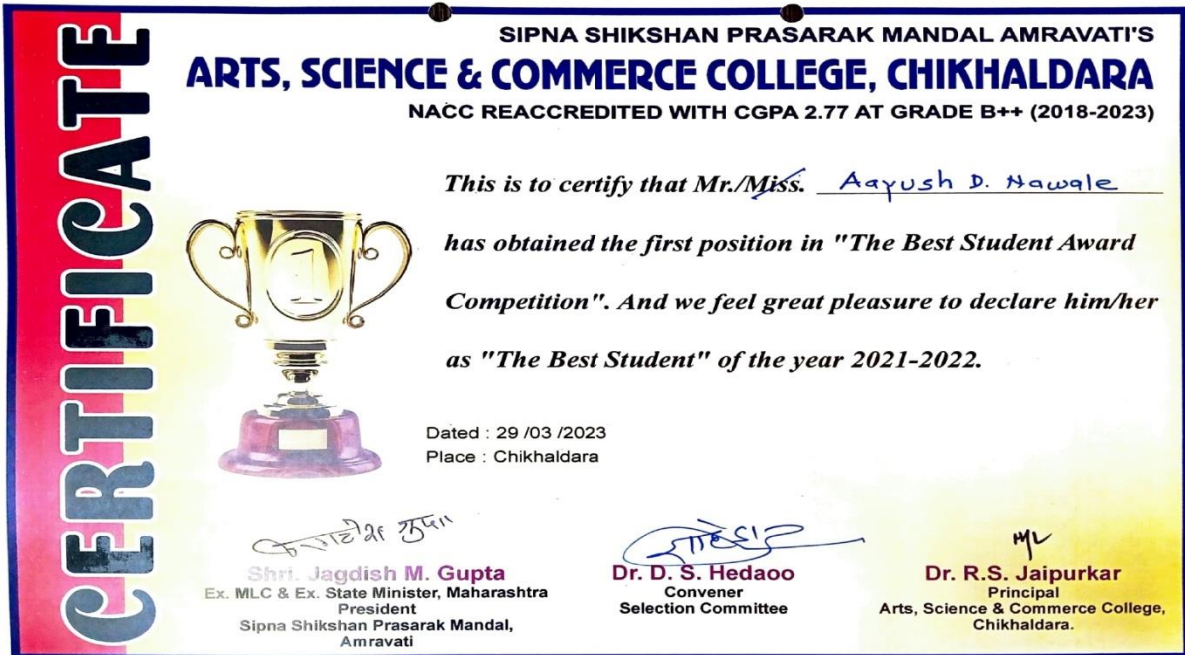 CERTIFICATE
SIPNA SHIKSHAN PRASARAK MANDAL AMRAVATI'S
ARTS, SCIENCE & COMMERCE COLLEGE, CHIKHALDARA
NACC REACCREDITED WITH CGPA 2.77 AT GRADE B++ (2018-2023)
This is to certify that Mr./Miss. Aayush D. Nawale
has obtained the first position in "The Best Student Award
Competition". And we feel great pleasure to declare him/her
as "The Best Student" of the year 2021-2022.
1
Dated : 29 /03 /2023
Place : Chikhaldara
जगदीश गुप्ता
Shri. Jagdish M. Gupta
Ex. MLC & Ex. State Minister, Maharashtra
President
Sipna Shikshan Prasarak Mandal,
Amravati
Dr. D. S. Hedaoo
Convener
Selection Committee
Dr. R.S. Jaipurkar
Principal
Arts, Science & Commerce College,
Chikhaldara.